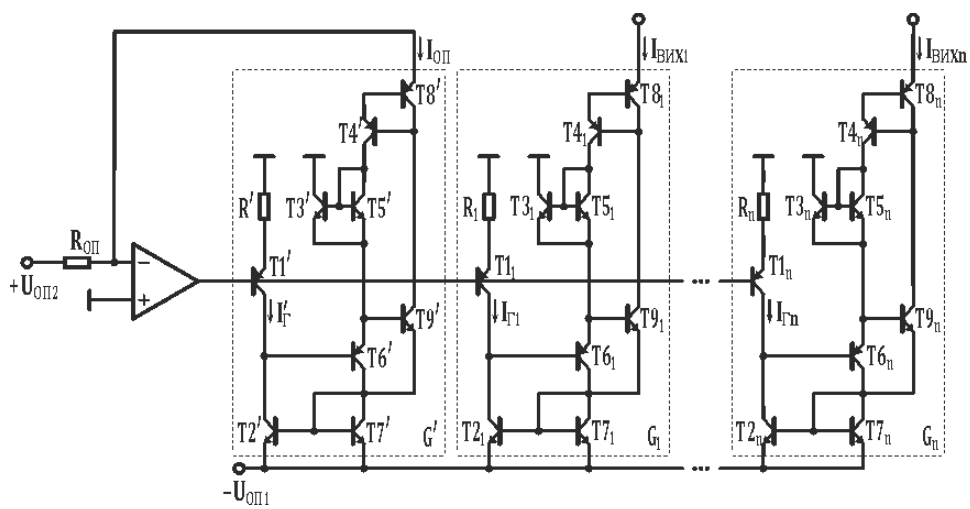 I_ОП I_ВИХ1 I_ВИХn
T8′ T8₁ T8ₙ
T4′ T4₁ T4ₙ
R′ T3′ T5′ R₁ T3₁ T5₁ Rₙ T3ₙ T5ₙ
R_ОП
+U_ОП2 − T1′ T1₁ ... T1ₙ
+ I′_Г T9′ I_Г1 T9₁ I_Гn T9ₙ
T6′ T6₁ T6ₙ
T2′ T7′ G′ T2₁ T7₁ G₁ T2ₙ T7ₙ Gₙ
...
−U_ОП1